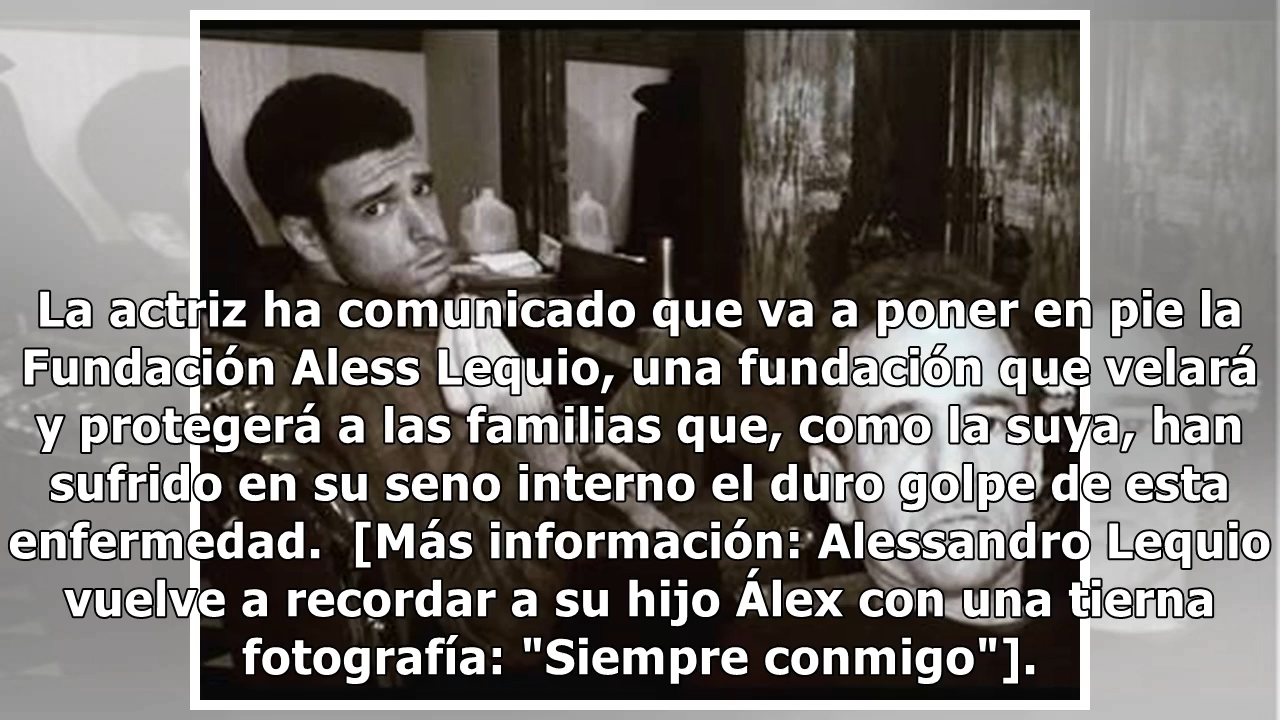 La actriz ha comunicado que va a poner en pie la
Fundación Aless Lequio, una fundación que velará
y protegerá a las familias que, como la suya, han
sufrido en su seno interno el duro golpe de esta
enfermedad.  [Más información: Alessandro Lequio
vuelve a recordar a su hijo Álex con una tierna
fotografía: "Siempre conmigo"].